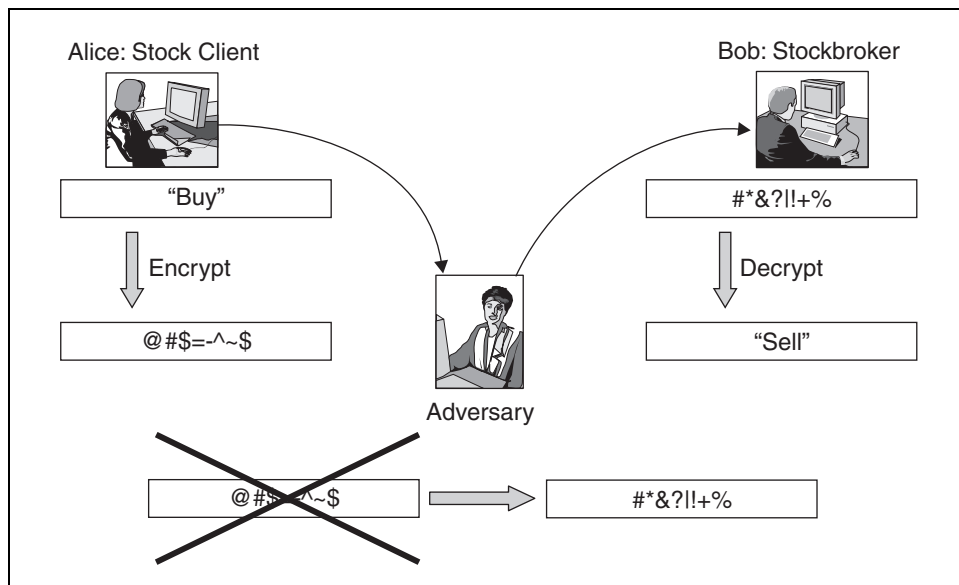 Alice: Stock Client
Bob: Stockbroker
“Buy”
#*&?|!+%
Encrypt
Decrypt
@#$=-^~$
“Sell”
Adversary
@#$=-^~$
#*&?|!+%